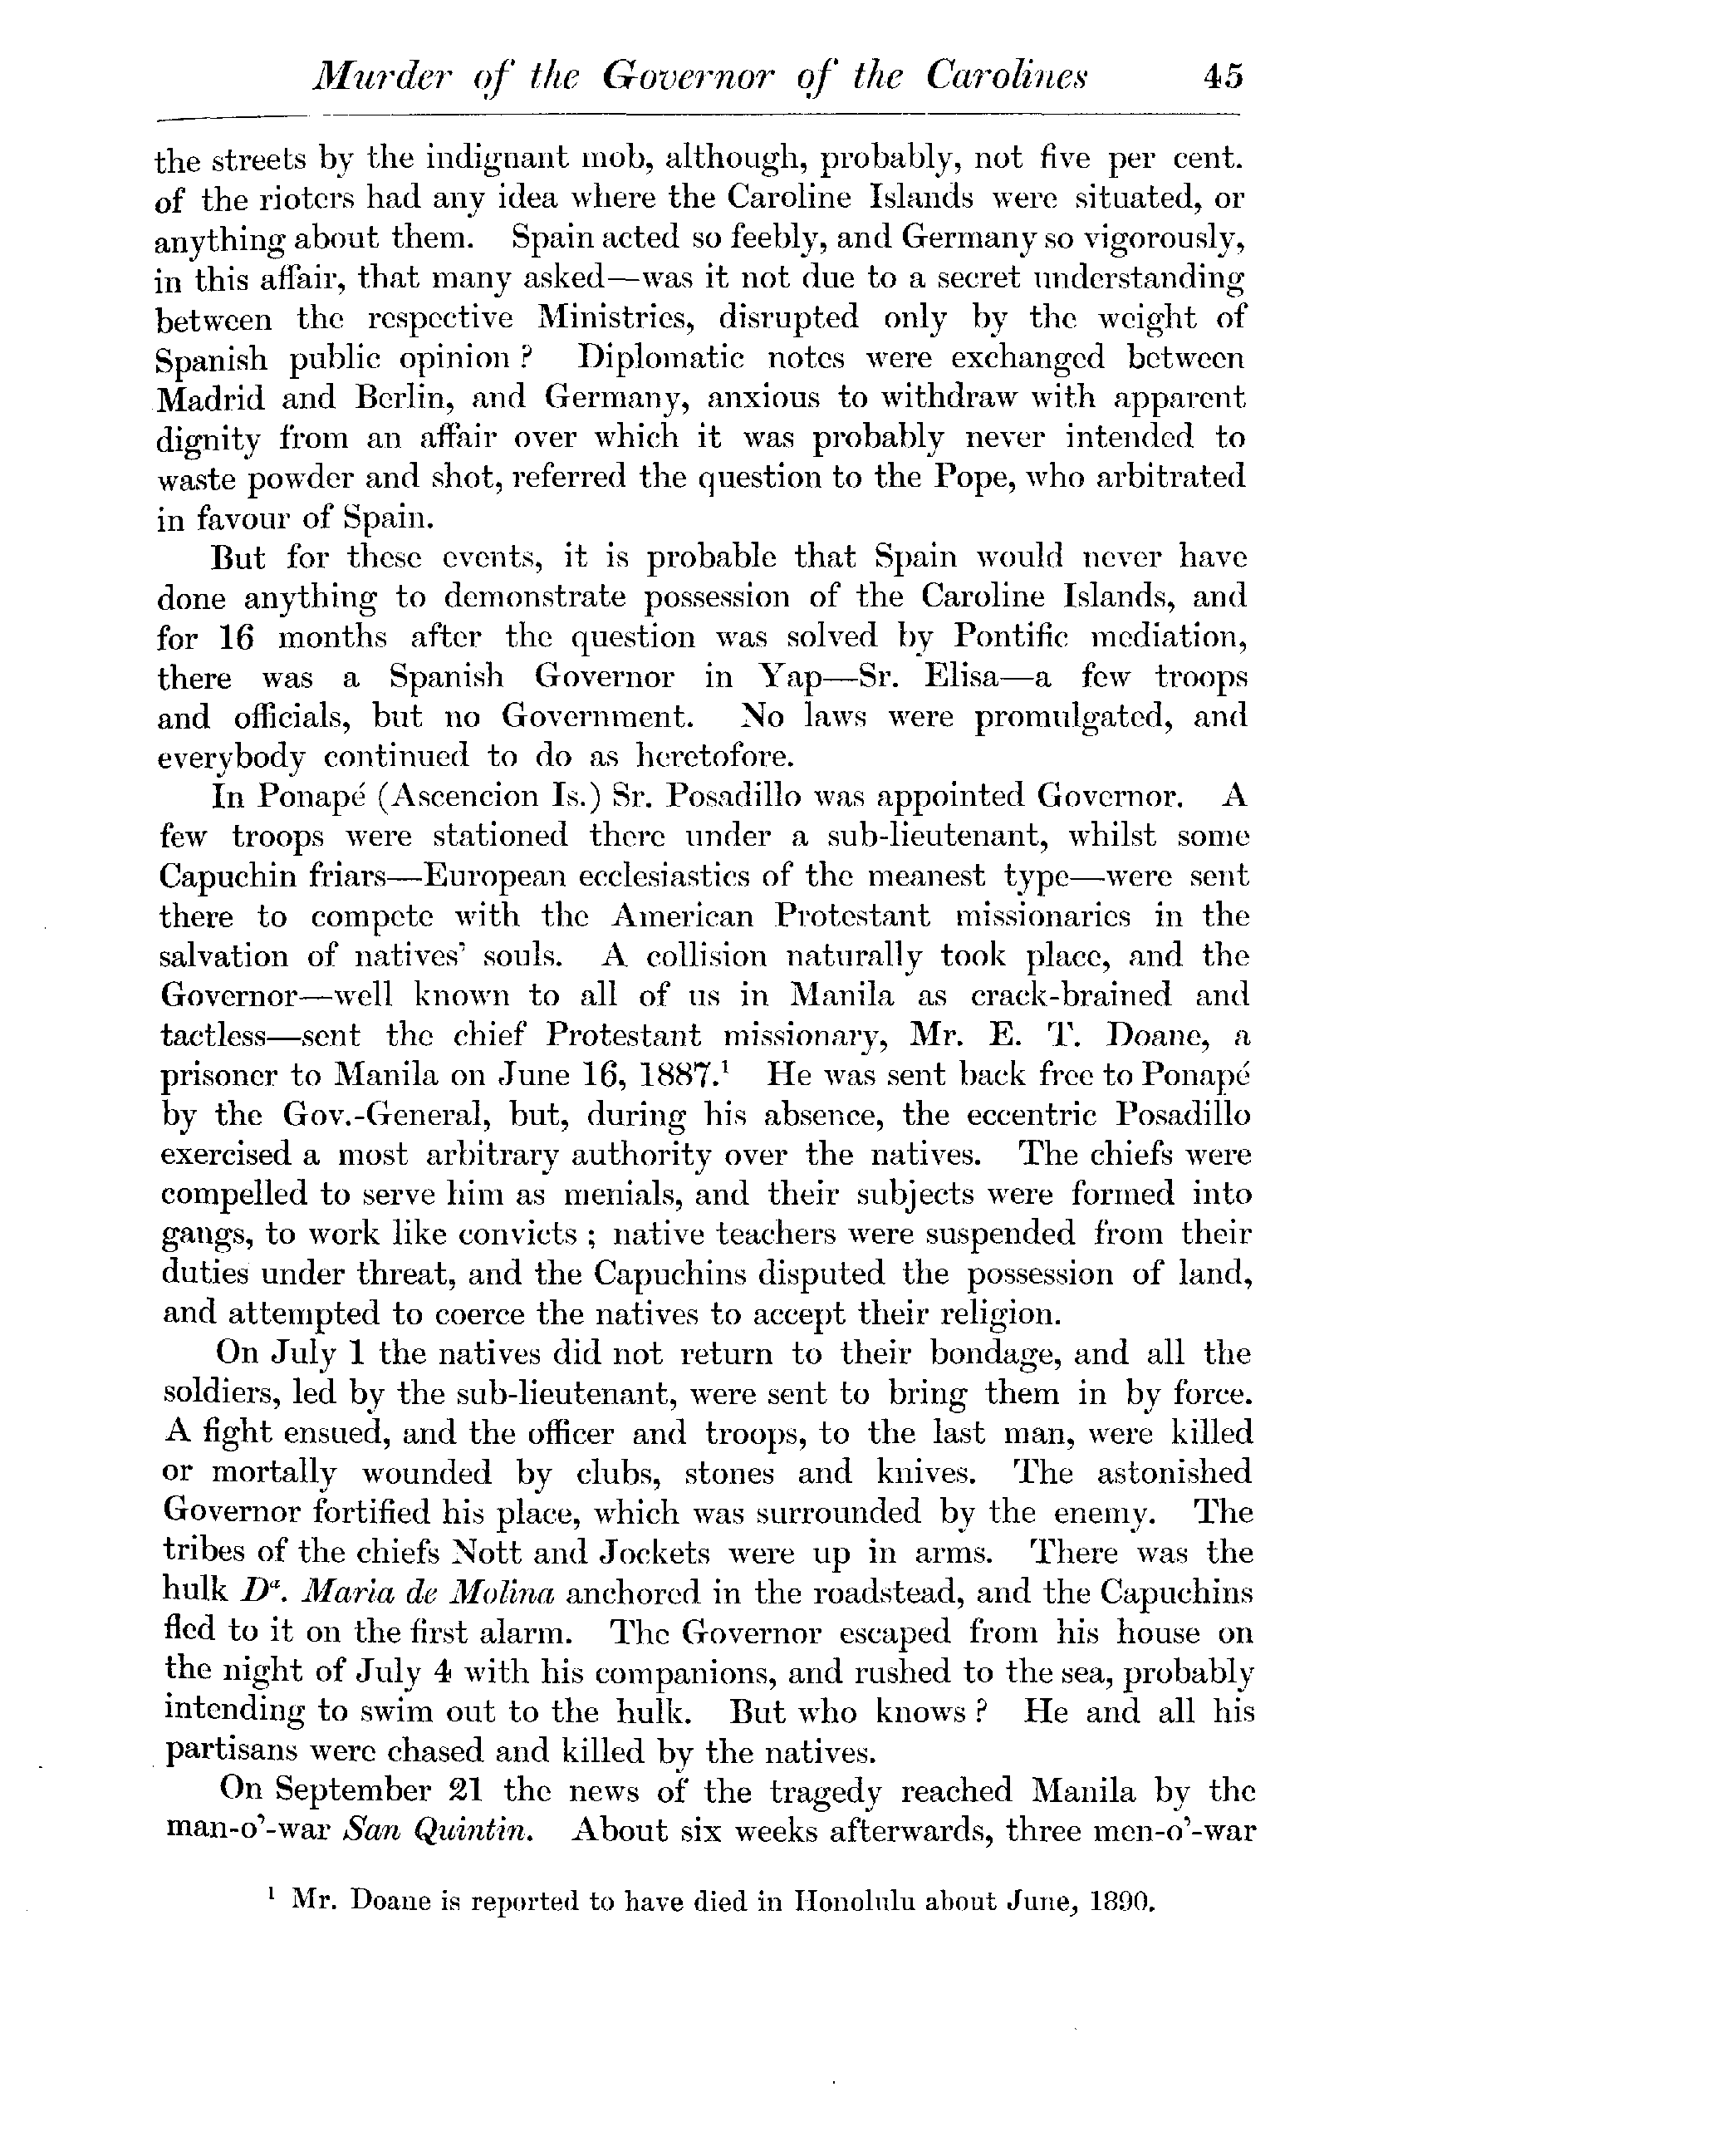 Murder of the Governor of the Carolines 45
the streets by the indignant mob, although, probably, not five per cent.
of the rioters had any idea where the Caroline Islands were situated, or
anything about them. Spain acted so feebly, and Germany so vigorously,
in this affair, that many asked—was it not due to a secret understanding
between the respective Ministries, disrupted only by the weight of
Spanish public opinion ? Diplomatic notes were exchanged between
Madrid and Berlin, and Germany, anxious to withdraw with apparent
dignity from an affair over which it was probably never intended to
waste powder and shot, referred the question to the Pope, who arbitrated
in favour of Spain.
But for these events, it is probable that Spain would never have
done anything to demonstrate possession of the Caroline Islands, and
for 16 months after the question was solved by Pontific mediation,
there was a Spanish Governor in Yap—Sr. Elisa—a few troops
and officials, but no Government. No laws were promulgated, and
everybody continued to do as heretofore.
In Ponapé (Ascencion Is.) Sr. Posadillo was appointed Governor. A
few troops were stationed there under a sub-lieutenant, whilst some
Capuchin friars—European ecclesiastics of the meanest type—were sent
there to compete with the American Protestant missionaries in the
salvation of natives' souls. A collision naturally took place, and the
Governor—well known to all of us in Manila as crack-brained and
tactless—sent the chief Protestant missionary, Mr. E. T. Doane, a
prisoner to Manila on June 16, 1887.¹ He was sent back free to Ponapé
by the Gov.-General, but, during his absence, the eccentric Posadillo
exercised a most arbitrary authority over the natives. The chiefs were
compelled to serve him as menials, and their subjects were formed into
gangs, to work like convicts ; native teachers were suspended from their
duties under threat, and the Capuchins disputed the possession of land,
and attempted to coerce the natives to accept their religion.
On July 1 the natives did not return to their bondage, and all the
soldiers, led by the sub-lieutenant, were sent to bring them in by force.
A fight ensued, and the officer and troops, to the last man, were killed
or mortally wounded by clubs, stones and knives. The astonished
Governor fortified his place, which was surrounded by the enemy. The
tribes of the chiefs Nott and Jockets were up in arms. There was the
hulk Dª. Maria de Molina anchored in the roadstead, and the Capuchins
fled to it on the first alarm. The Governor escaped from his house on
the night of July 4 with his companions, and rushed to the sea, probably
intending to swim out to the hulk. But who knows ? He and all his
partisans were chased and killed by the natives.
On September 21 the news of the tragedy reached Manila by the
man-o'-war San Quintin. About six weeks afterwards, three men-o'-war
¹ Mr. Doane is reported to have died in Honolulu about June, 1890.